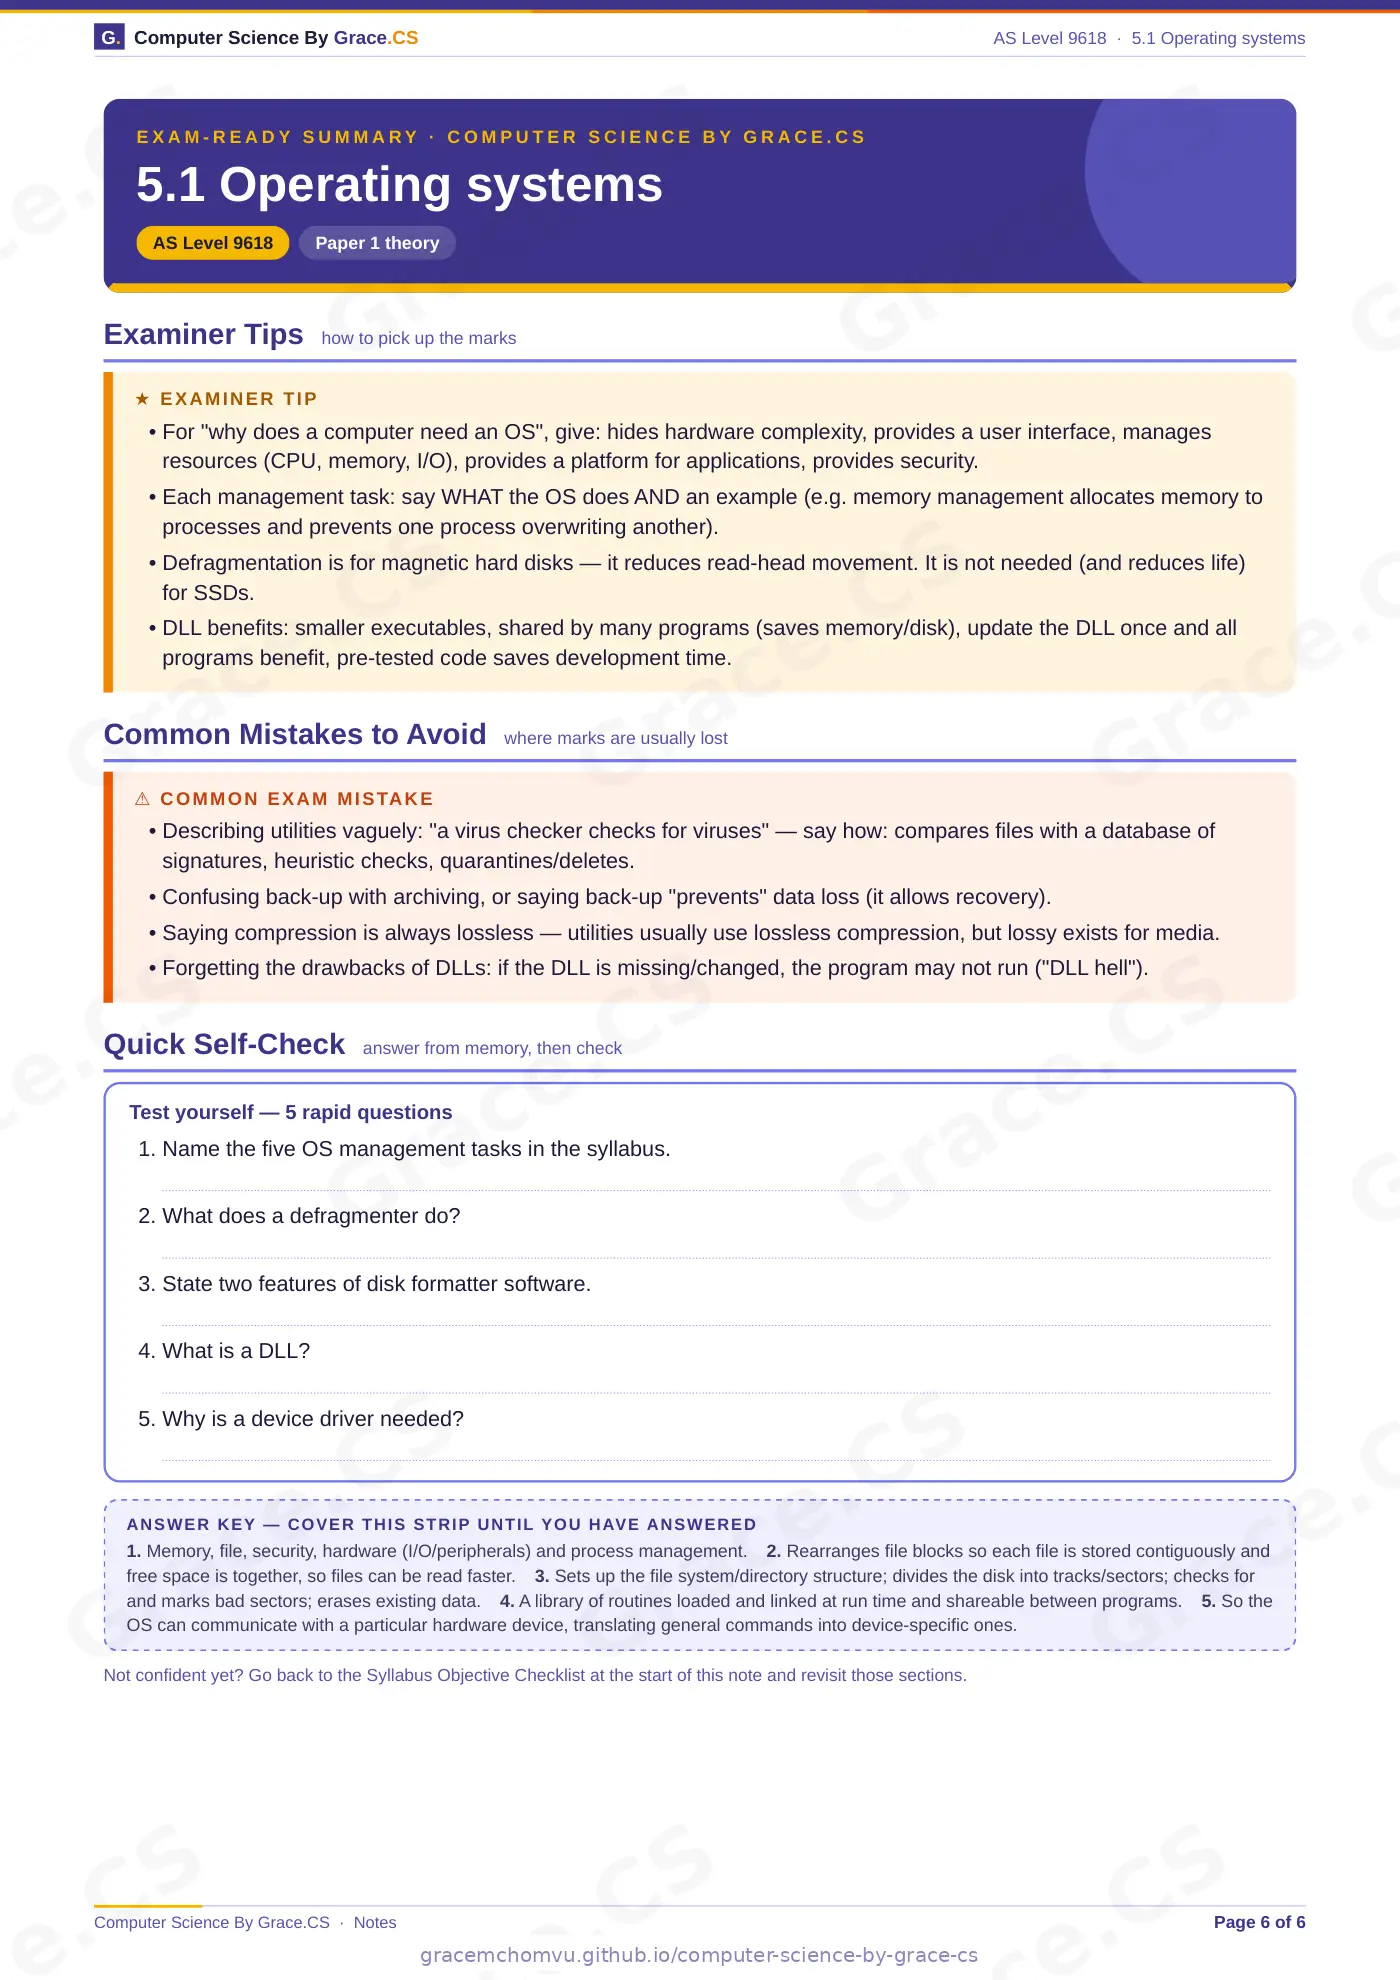 G. Computer Science By Grace.CS
AS Level 9618 · 5.1 Operating systems
EXAM-READY SUMMARY · COMPUTER SCIENCE BY GRACE.CS
5.1 Operating systems
AS Level 9618 Paper 1 theory
Examiner Tips how to pick up the marks
★ EXAMINER TIP
• For "why does a computer need an OS", give: hides hardware complexity, provides a user interface, manages
resources (CPU, memory, I/O), provides a platform for applications, provides security.
• Each management task: say WHAT the OS does AND an example (e.g. memory management allocates memory to
processes and prevents one process overwriting another).
• Defragmentation is for magnetic hard disks — it reduces read-head movement. It is not needed (and reduces life)
for SSDs.
• DLL benefits: smaller executables, shared by many programs (saves memory/disk), update the DLL once and all
programs benefit, pre-tested code saves development time.
Common Mistakes to Avoid where marks are usually lost
⚠ COMMON EXAM MISTAKE
• Describing utilities vaguely: "a virus checker checks for viruses" — say how: compares files with a database of
signatures, heuristic checks, quarantines/deletes.
• Confusing back-up with archiving, or saying back-up "prevents" data loss (it allows recovery).
• Saying compression is always lossless — utilities usually use lossless compression, but lossy exists for media.
• Forgetting the drawbacks of DLLs: if the DLL is missing/changed, the program may not run ("DLL hell").
Quick Self-Check answer from memory, then check
Test yourself — 5 rapid questions
1. Name the five OS management tasks in the syllabus.
2. What does a defragmenter do?
3. State two features of disk formatter software.
4. What is a DLL?
5. Why is a device driver needed?
ANSWER KEY — COVER THIS STRIP UNTIL YOU HAVE ANSWERED
1. Memory, file, security, hardware (I/O/peripherals) and process management. 2. Rearranges file blocks so each file is stored contiguously and
free space is together, so files can be read faster. 3. Sets up the file system/directory structure; divides the disk into tracks/sectors; checks for
and marks bad sectors; erases existing data. 4. A library of routines loaded and linked at run time and shareable between programs. 5. So the
OS can communicate with a particular hardware device, translating general commands into device-specific ones.
Not confident yet? Go back to the Syllabus Objective Checklist at the start of this note and revisit those sections.
Computer Science By Grace.CS · Notes
Page 6 of 6
gracemchomvu.github.io/computer-science-by-grace-cs